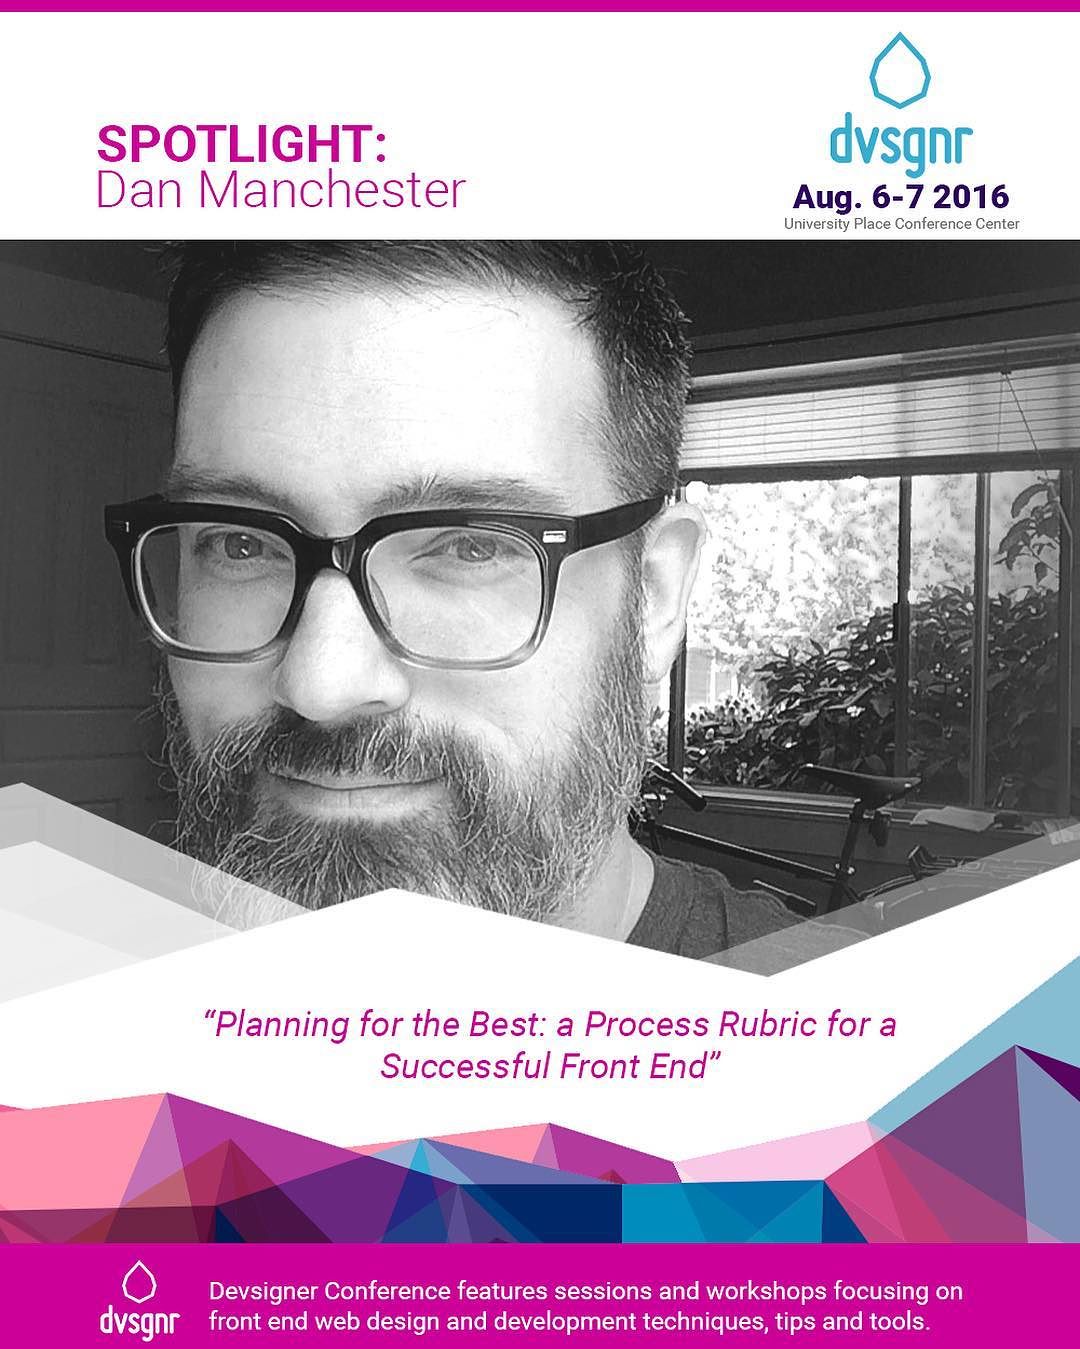 SPOTLIGHT:
Dan Manchester
dvsgnr
Aug. 6-7 2016
University Place Conference Center
“Planning for the Best: a Process Rubric for a
Successful Front End”
dvsgnr
Devsigner Conference features sessions and workshops focusing on
front end web design and development techniques, tips and tools.